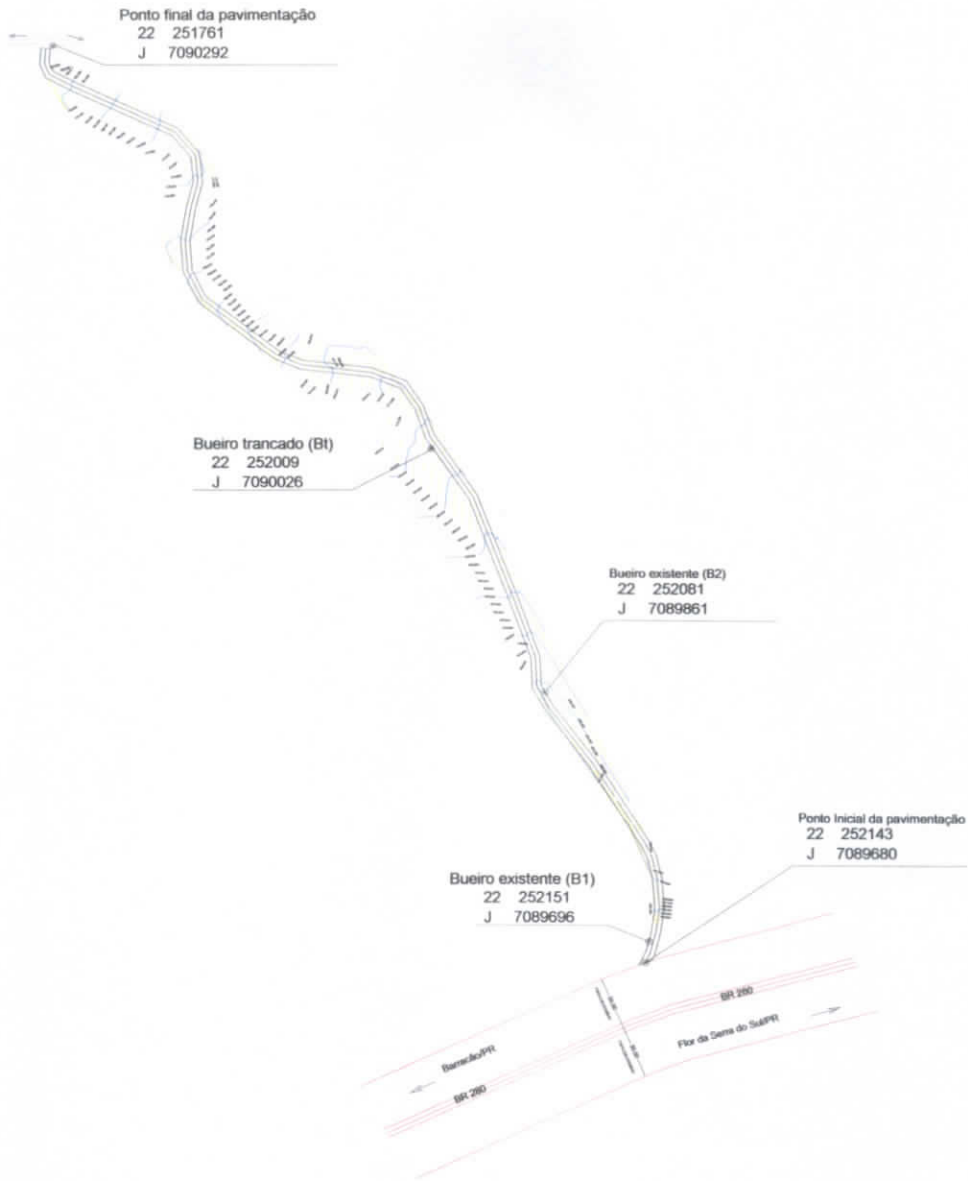 Ponto final da pavimentação
22 251761
J 7090292
Bueiro trancado (Bt)
22 252009
J 7090026
Bueiro existente (B2)
22 252081
J 7089861
Ponto Inicial da pavimentação
22 252143
J 7089680
Bueiro existente (B1)
22 252151
J 7089696
BR 280
Flor da Serra do Sul/PR
Barracão/PR
BR 280